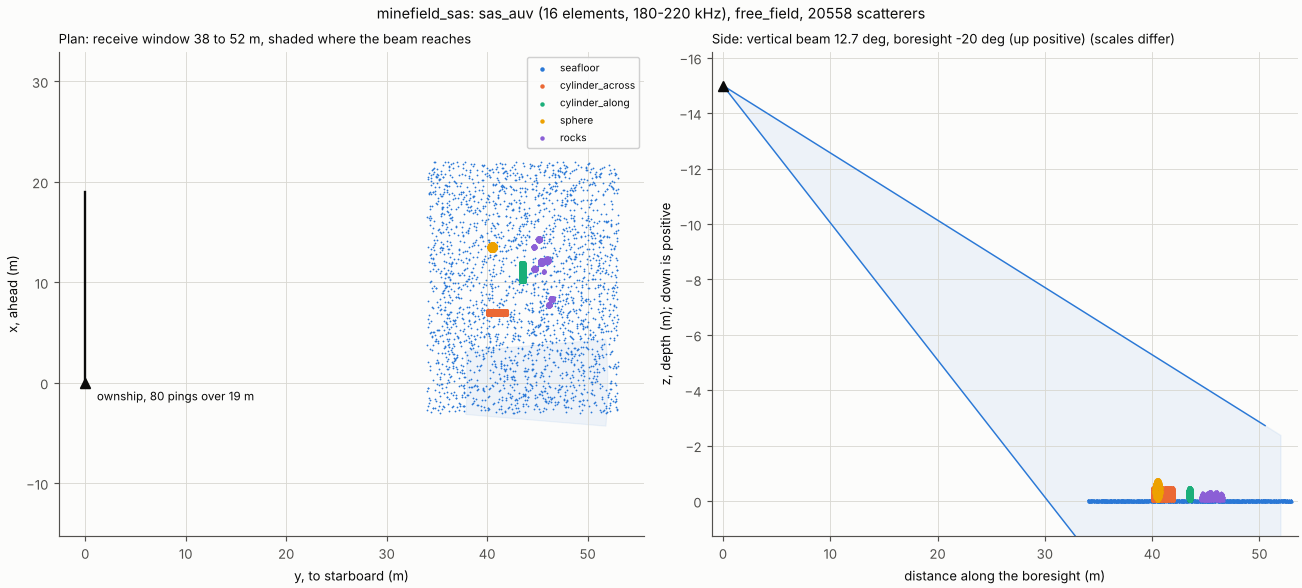 minefield_sas: sas_auv (16 elements, 180-220 kHz), free_field, 20558 scatterers
Plan: receive window 38 to 52 m, shaded where the beam reaches
seafloor
cylinder_across
cylinder_along
sphere
rocks
30
20
10
0
−10
x, ahead (m)
ownship, 80 pings over 19 m
0
10
20
30
40
50
y, to starboard (m)
Side: vertical beam 12.7 deg, boresight -20 deg (up positive) (scales differ)
−16
−14
−12
−10
−8
−6
−4
−2
0
z, depth (m); down is positive
0
10
20
30
40
50
distance along the boresight (m)